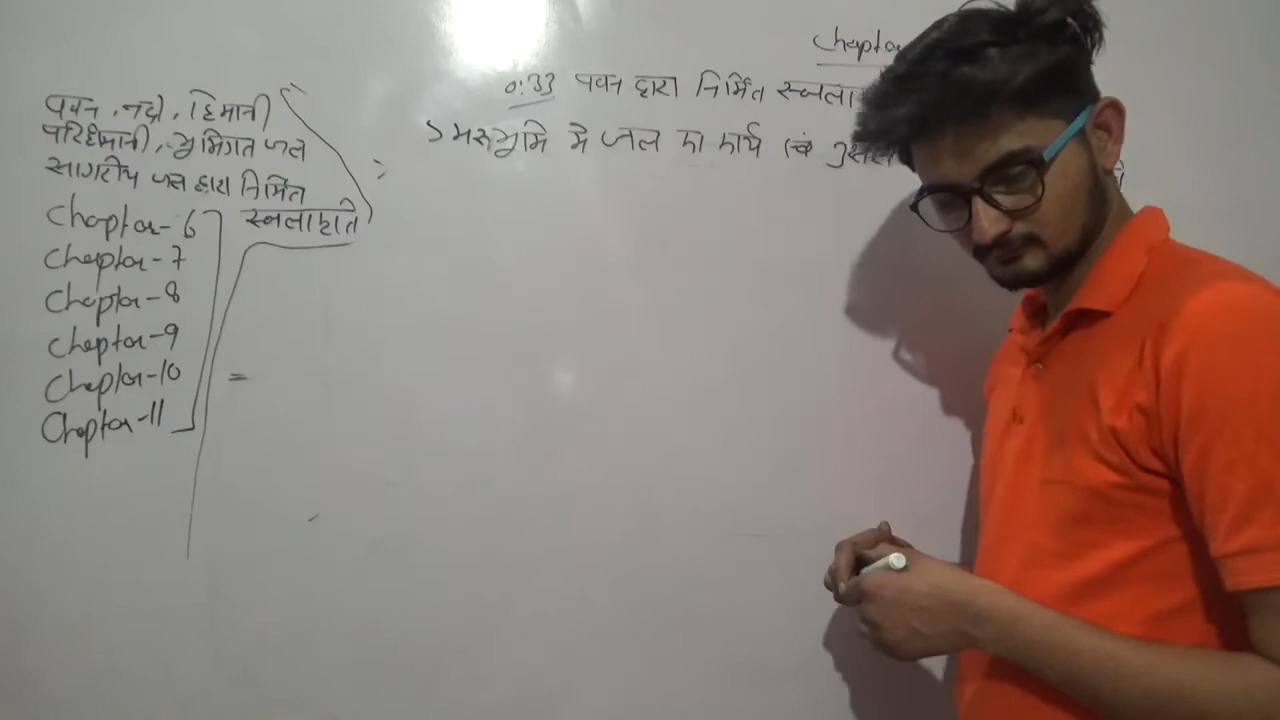 पवन, नदी, हिमानी
परिहिमानी, भूमिगत जल
सागरीय जल द्वारा निर्मित
स्थलाकृति
Chapter-6
Chapter-7
Chapter-8
Chapter-9
Chapter-10
Chapter-11
=
Chapter
0:33 पवन द्वारा निर्मित स्थला
> मरूभूमि मे जल का कार्य एवं उससे